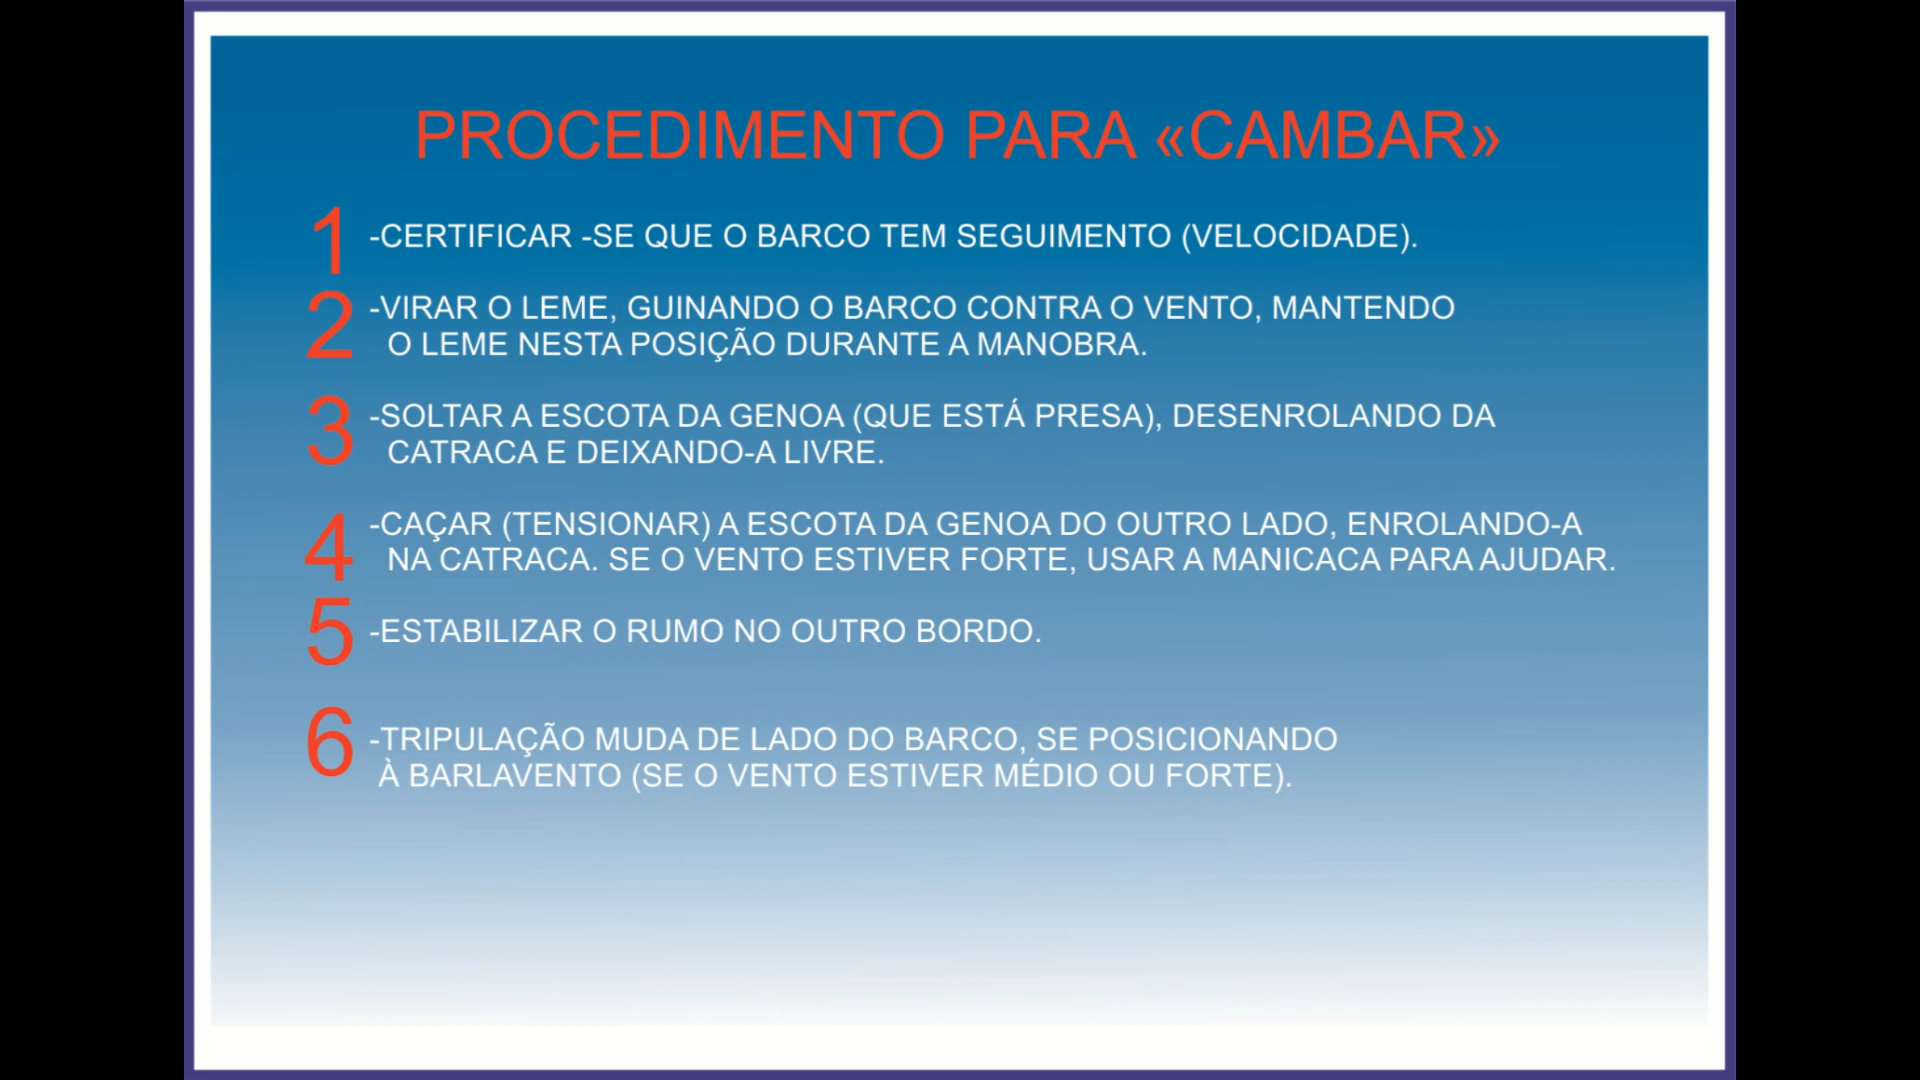 PROCEDIMENTO PARA «CAMBAR»
1 -CERTIFICAR -SE QUE O BARCO TEM SEGUIMENTO (VELOCIDADE).
2 -VIRAR O LEME, GUINANDO O BARCO CONTRA O VENTO, MANTENDO
O LEME NESTA POSIÇÃO DURANTE A MANOBRA.
3 -SOLTAR A ESCOTA DA GENOA (QUE ESTÁ PRESA), DESENROLANDO DA
CATRACA E DEIXANDO-A LIVRE.
4 -CAÇAR (TENSIONAR) A ESCOTA DA GENOA DO OUTRO LADO, ENROLANDO-A
NA CATRACA. SE O VENTO ESTIVER FORTE, USAR A MANICACA PARA AJUDAR.
5 -ESTABILIZAR O RUMO NO OUTRO BORDO.
6 -TRIPULAÇÃO MUDA DE LADO DO BARCO, SE POSICIONANDO
À BARLAVENTO (SE O VENTO ESTIVER MÉDIO OU FORTE).